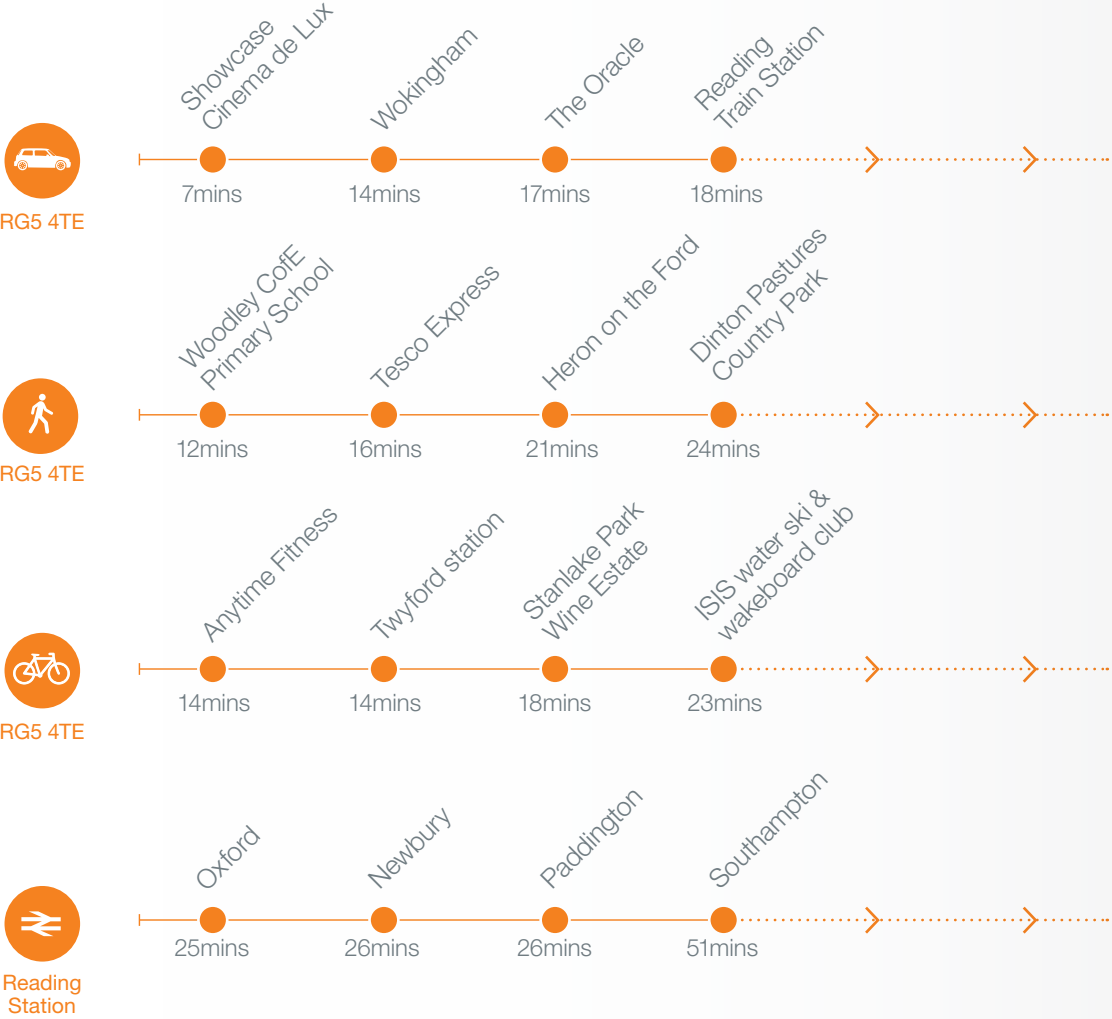 Showcase
Cinema de Lux
Wokingham
The Oracle
Reading
Train Station
7mins
14mins
17mins
18mins
RG5 4TE
Woodley CofE
Primary School
Tesco Express
Heron on the Ford
Dinton Pastures
Country Park
12mins
16mins
21mins
24mins
RG5 4TE
Anytime Fitness
Twyford station
Stanlake Park
Wine Estate
ISIS water ski &
wakeboard club
14mins
14mins
18mins
23mins
RG5 4TE
Oxford
Newbury
Paddington
Southampton
25mins
26mins
26mins
51mins
Reading
Station